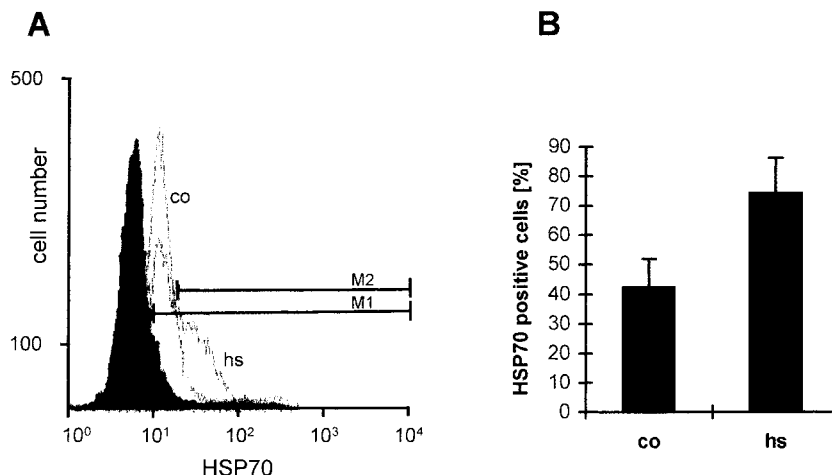 A
500
cell number
100
co
M2
M1
hs
10⁰ 10¹ 10² 10³ 10⁴
HSP70
B
HSP70 positive cells [%]
90
80
70
60
50
40
30
20
10
0
co hs